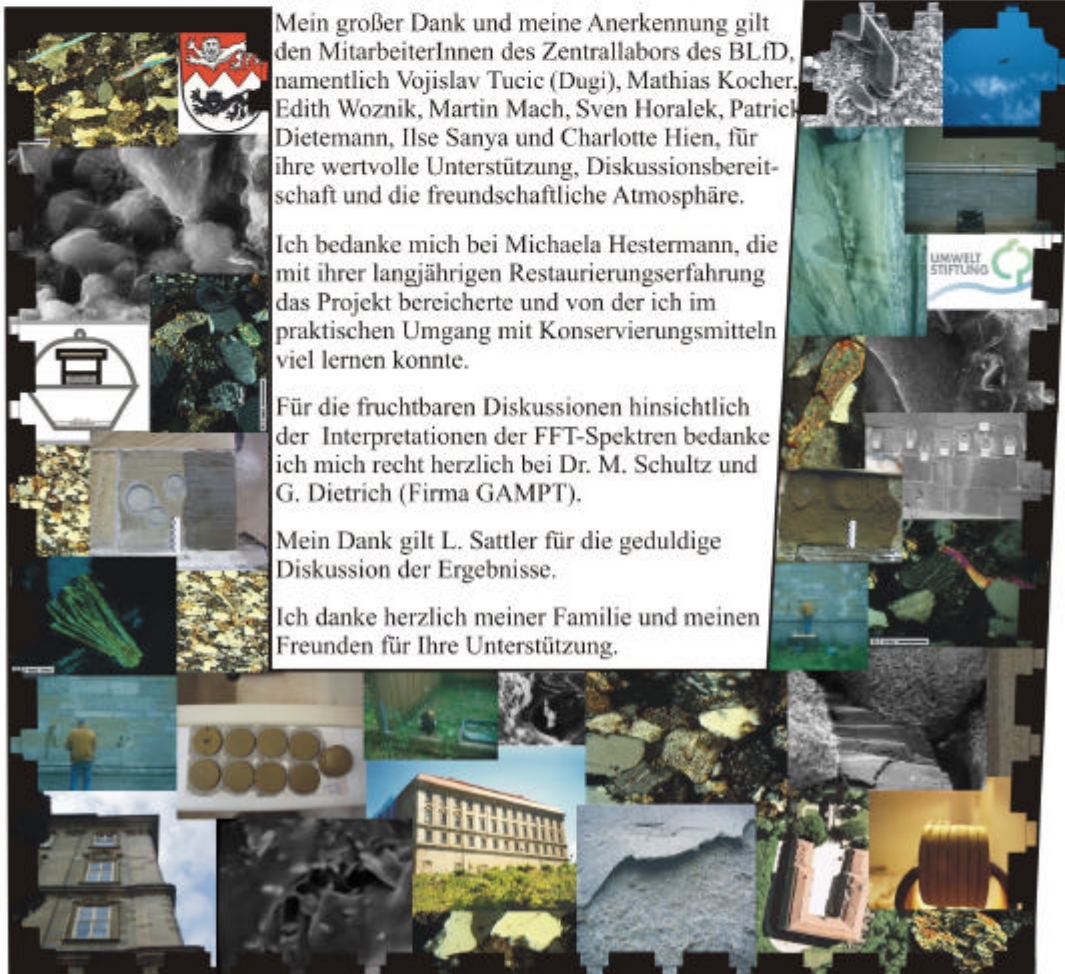 Mein großer Dank und meine Anerkennung gilt
den MitarbeiterInnen des Zentrallabors des BLfD,
namentlich Vojislav Tucic (Dugi), Mathias Kocher,
Edith Woznik, Martin Mach, Sven Horalek, Patrick
Dietemann, Ilse Sanya und Charlotte Hien, für
ihre wertvolle Unterstützung, Diskussionsbereit-
schaft und die freundschaftliche Atmosphäre.
Ich bedanke mich bei Michaela Hestermann, die
mit ihrer langjährigen Restaurierungserfahrung
das Projekt bereicherte und von der ich im
praktischen Umgang mit Konservierungsmitteln
viel lernen konnte.
Für die fruchtbaren Diskussionen hinsichtlich
der Interpretationen der FFT-Spektren bedanke
ich mich recht herzlich bei Dr. M. Schultz und
G. Dietrich (Firma GAMPT).
Mein Dank gilt L. Sattler für die geduldige
Diskussion der Ergebnisse.
Ich danke herzlich meiner Familie und meinen
Freunden für Ihre Unterstützung.
UMWELT
STIFTUNG